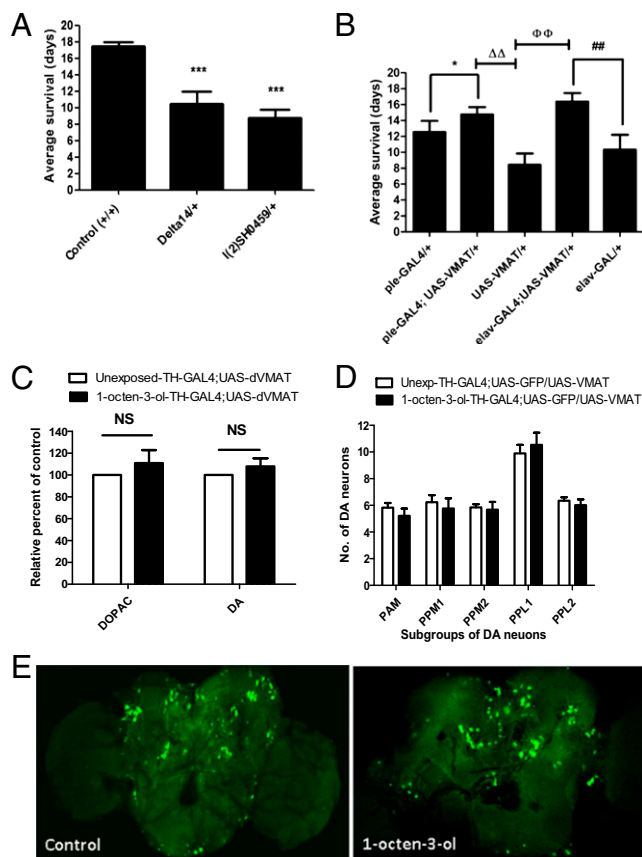 A
Average survival (days)
20
18
16
14
12
10
8
6
4
2
0
***
***
Control (+/+)
Delta14/+
l(2)SH0459/+
B
Average survival (days)
20
18
16
14
12
10
8
6
4
2
0
*
ΔΔ
ΦΦ
##
ple-GAL4/+
ple-GAL4; UAS-VMAT/+
UAS-VMAT/+
elav-GAL4;UAS-VMAT/+
elav-GAL/+
C
Unexposed-TH-GAL4;UAS-dVMAT
1-octen-3-ol-TH-GAL4;UAS-dVMAT
Relative percent of control
140
120
100
80
60
40
20
0
NS
NS
DOPAC
DA
D
Unexp-TH-GAL4;UAS-GFP/UAS-VMAT
1-octen-3-ol-TH-GAL4;UAS-GFP/UAS-VMAT
No. of DA neurons
12
10
8
6
4
2
0
PAM
PPM1
PPM2
PPL1
PPL2
Subgroups of DA neuons
E
Control
1-octen-3-ol